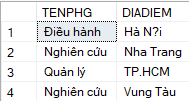 TENPHG DIADIEM
1 Điều hành Hà N?i
2 Nghiên cứu Nha Trang
3 Quản lý TP.HCM
4 Nghiên cứu Vung Tàu